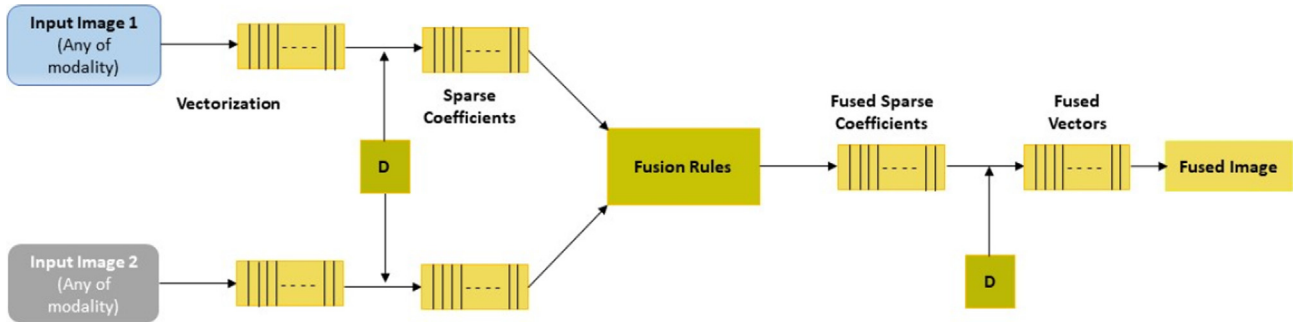 Input Image 1
(Any of
modality)
Vectorization
Sparse
Coefficients
D
Fusion Rules
Fused Sparse
Coefficients
Fused
Vectors
Fused Image
D
Input Image 2
(Any of
modality)